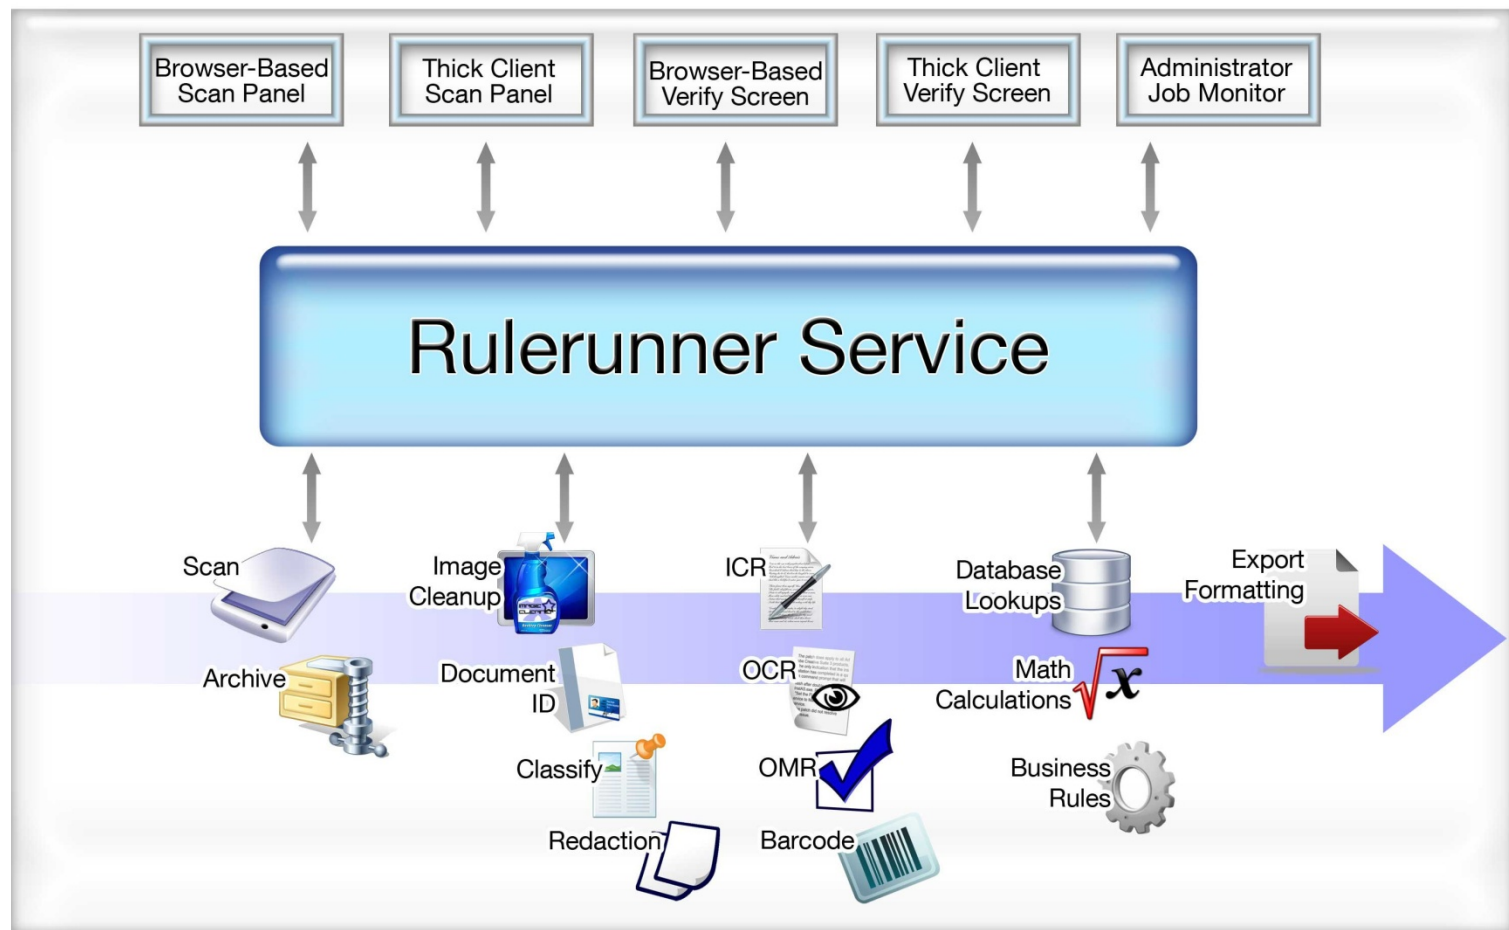 Browser-Based
Scan Panel
Thick Client
Scan Panel
Browser-Based
Verify Screen
Thick Client
Verify Screen
Administrator
Job Monitor
Rulerunner Service
Scan
Archive
Image
Cleanup
Document
ID
Classify
Redaction
ICR
OCR
OMR
Barcode
Database
Lookups
Math
Calculations
x
Business
Rules
Export
Formatting